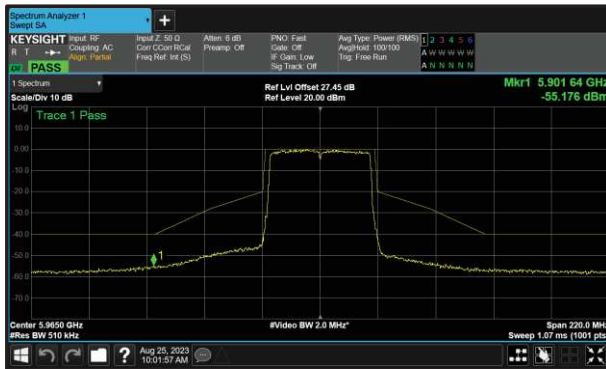 Spectrum Analyzer 1
Swept SA
KEYSIGHT
R T
PASS
Input: RF
Coupling: AC
Align: Partial
Input Z: 50 Ω
Corr CCorr RCal
Freq Ref: Int (S)
Atten: 6 dB
Preamp: Off
PNO: Fast
Gate: Off
IF Gain: Low
Sig Track: Off
Avg Type: Power (RMS)
Avg|Hold: 100/100
Trig: Free Run
1 2 3 4 5 6
A W W W W W
A N N N N N
1 Spectrum
Scale/Div 10 dB
Ref Lvl Offset 27.45 dB
Ref Level 20.00 dBm
Mkr1 5.901 64 GHz
-55.176 dBm
Log
Trace 1 Pass
10.0
0.00
-10.0
-20.0
-30.0
-40.0
-50.0
-60.0
-70.0
1
Center 5.9650 GHz
#Res BW 510 kHz
#Video BW 2.0 MHz*
Span 220.0 MHz
Sweep 1.07 ms (1001 pts)
Aug 25, 2023
10:01:57 AM